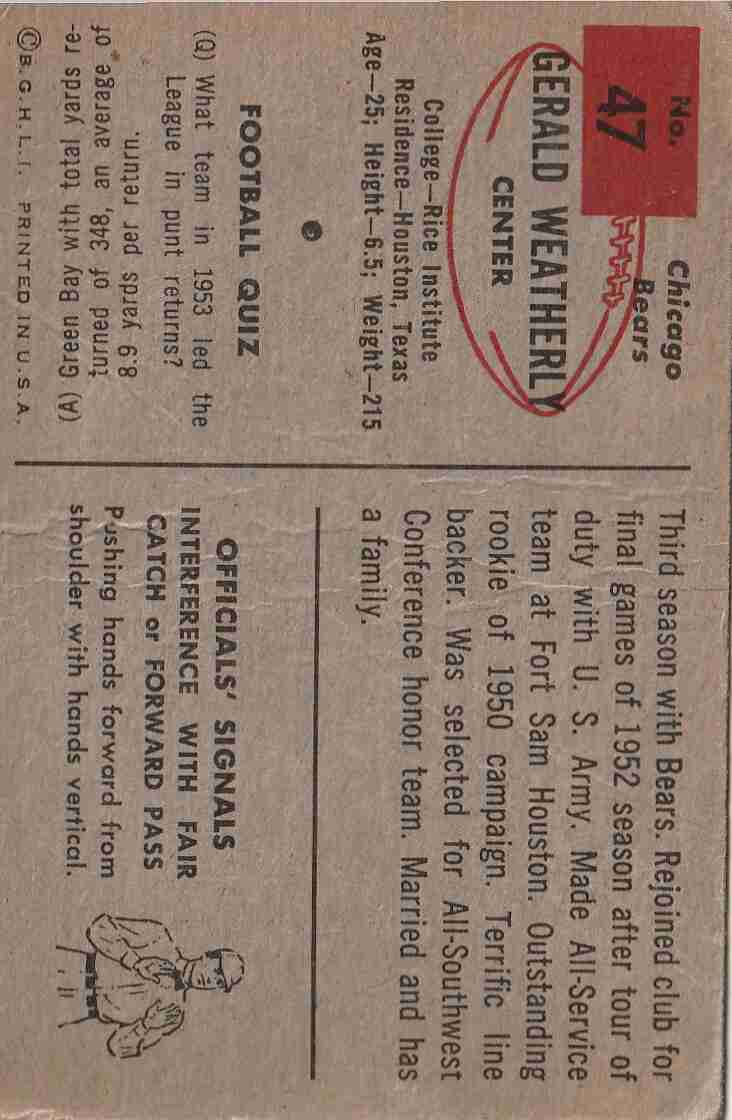 No.
47
Chicago
Bears
GERALD WEATHERLY
CENTER
College—Rice Institute
Residence—Houston, Texas
Age—25; Height—6.5; Weight—215
FOOTBALL QUIZ
(Q) What team in 1953 led the
League in punt returns?
(A) Green Bay with total yards re-
turned of 348, an average of
8.9 yards per return.
©B.G.H.L.I. PRINTED IN U.S.A.
Third season with Bears. Rejoined club for
final games of 1952 season after tour of
duty with U. S. Army. Made All-Service
team at Fort Sam Houston. Outstanding
rookie of 1950 campaign. Terrific line
backer. Was selected for All-Southwest
Conference honor team. Married and has
a family.
OFFICIALS' SIGNALS
INTERFERENCE WITH FAIR
CATCH or FORWARD PASS
Pushing hands forward from
shoulder with hands vertical.